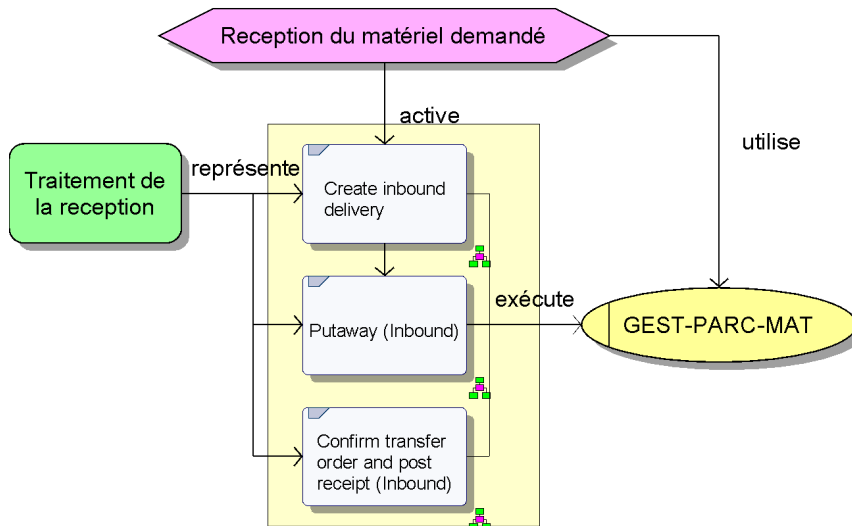 Reception du matériel demandé
active
utilise
représente
Traitement de
la reception
Create inbound
delivery
exécute
Putaway (Inbound)
GEST-PARC-MAT
Confirm transfer
order and post
receipt (Inbound)